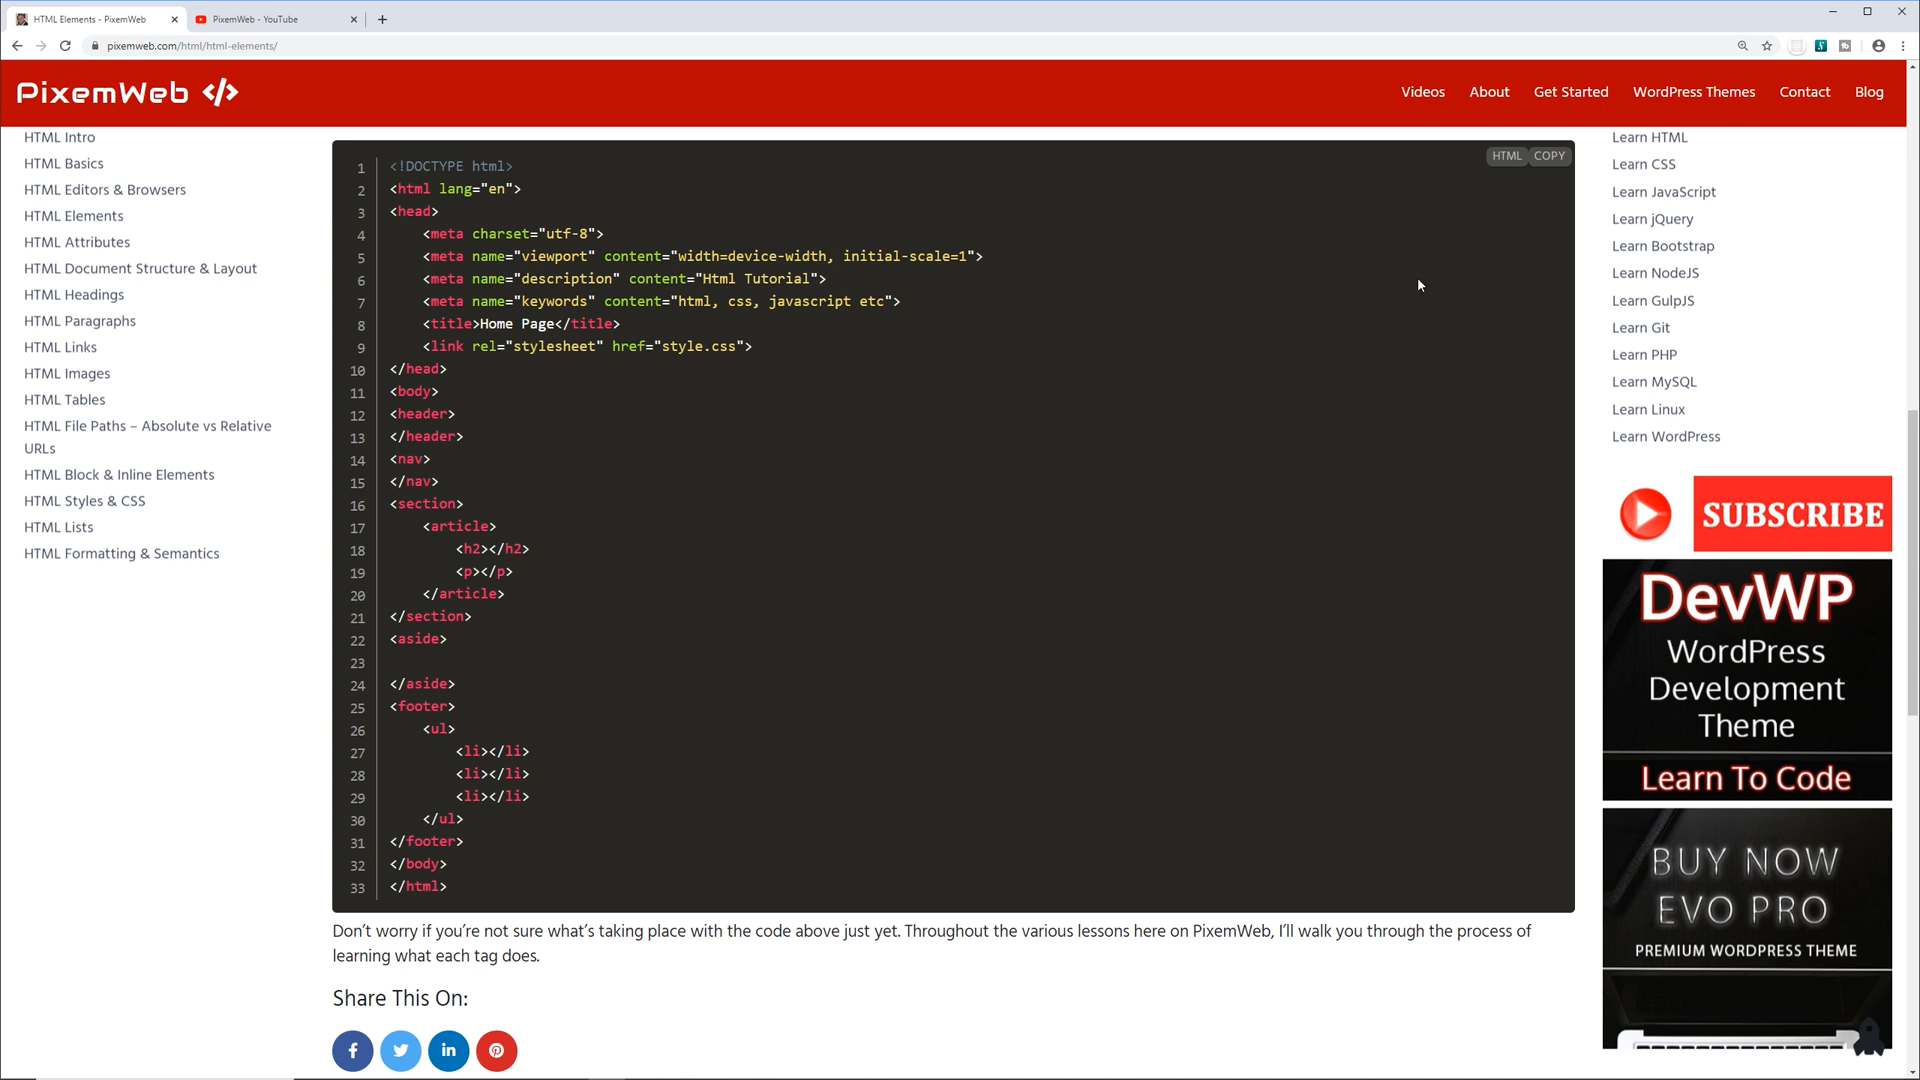 HTML Elements - PixemWeb
PixemWeb - YouTube
pixemweb.com/html/html-elements/
PixemWeb </>
Videos About Get Started WordPress Themes Contact Blog
HTML Intro
HTML Basics
HTML Editors & Browsers
HTML Elements
HTML Attributes
HTML Document Structure & Layout
HTML Headings
HTML Paragraphs
HTML Links
HTML Images
HTML Tables
HTML File Paths – Absolute vs Relative
URLs
HTML Block & Inline Elements
HTML Styles & CSS
HTML Lists
HTML Formatting & Semantics
HTML COPY
1 <!DOCTYPE html>
2 <html lang="en">
3 <head>
4     <meta charset="utf-8">
5     <meta name="viewport" content="width=device-width, initial-scale=1">
6     <meta name="description" content="Html Tutorial">
7     <meta name="keywords" content="html, css, javascript etc">
8     <title>Home Page</title>
9     <link rel="stylesheet" href="style.css">
10 </head>
11 <body>
12 <header>
13 </header>
14 <nav>
15 </nav>
16 <section>
17     <article>
18         <h2></h2>
19         <p></p>
20     </article>
21 </section>
22 <aside>
23
24 </aside>
25 <footer>
26     <ul>
27         <li></li>
28         <li></li>
29         <li></li>
30     </ul>
31 </footer>
32 </body>
33 </html>
Don’t worry if you’re not sure what’s taking place with the code above just yet. Throughout the various lessons here on PixemWeb, I’ll walk you through the process of
learning what each tag does.
Share This On:
Learn HTML
Learn CSS
Learn JavaScript
Learn jQuery
Learn Bootstrap
Learn NodeJS
Learn GulpJS
Learn Git
Learn PHP
Learn MySQL
Learn Linux
Learn WordPress
SUBSCRIBE
DevWP
WordPress
Development
Theme
Learn To Code
BUY NOW
EVO PRO
PREMIUM WORDPRESS THEME